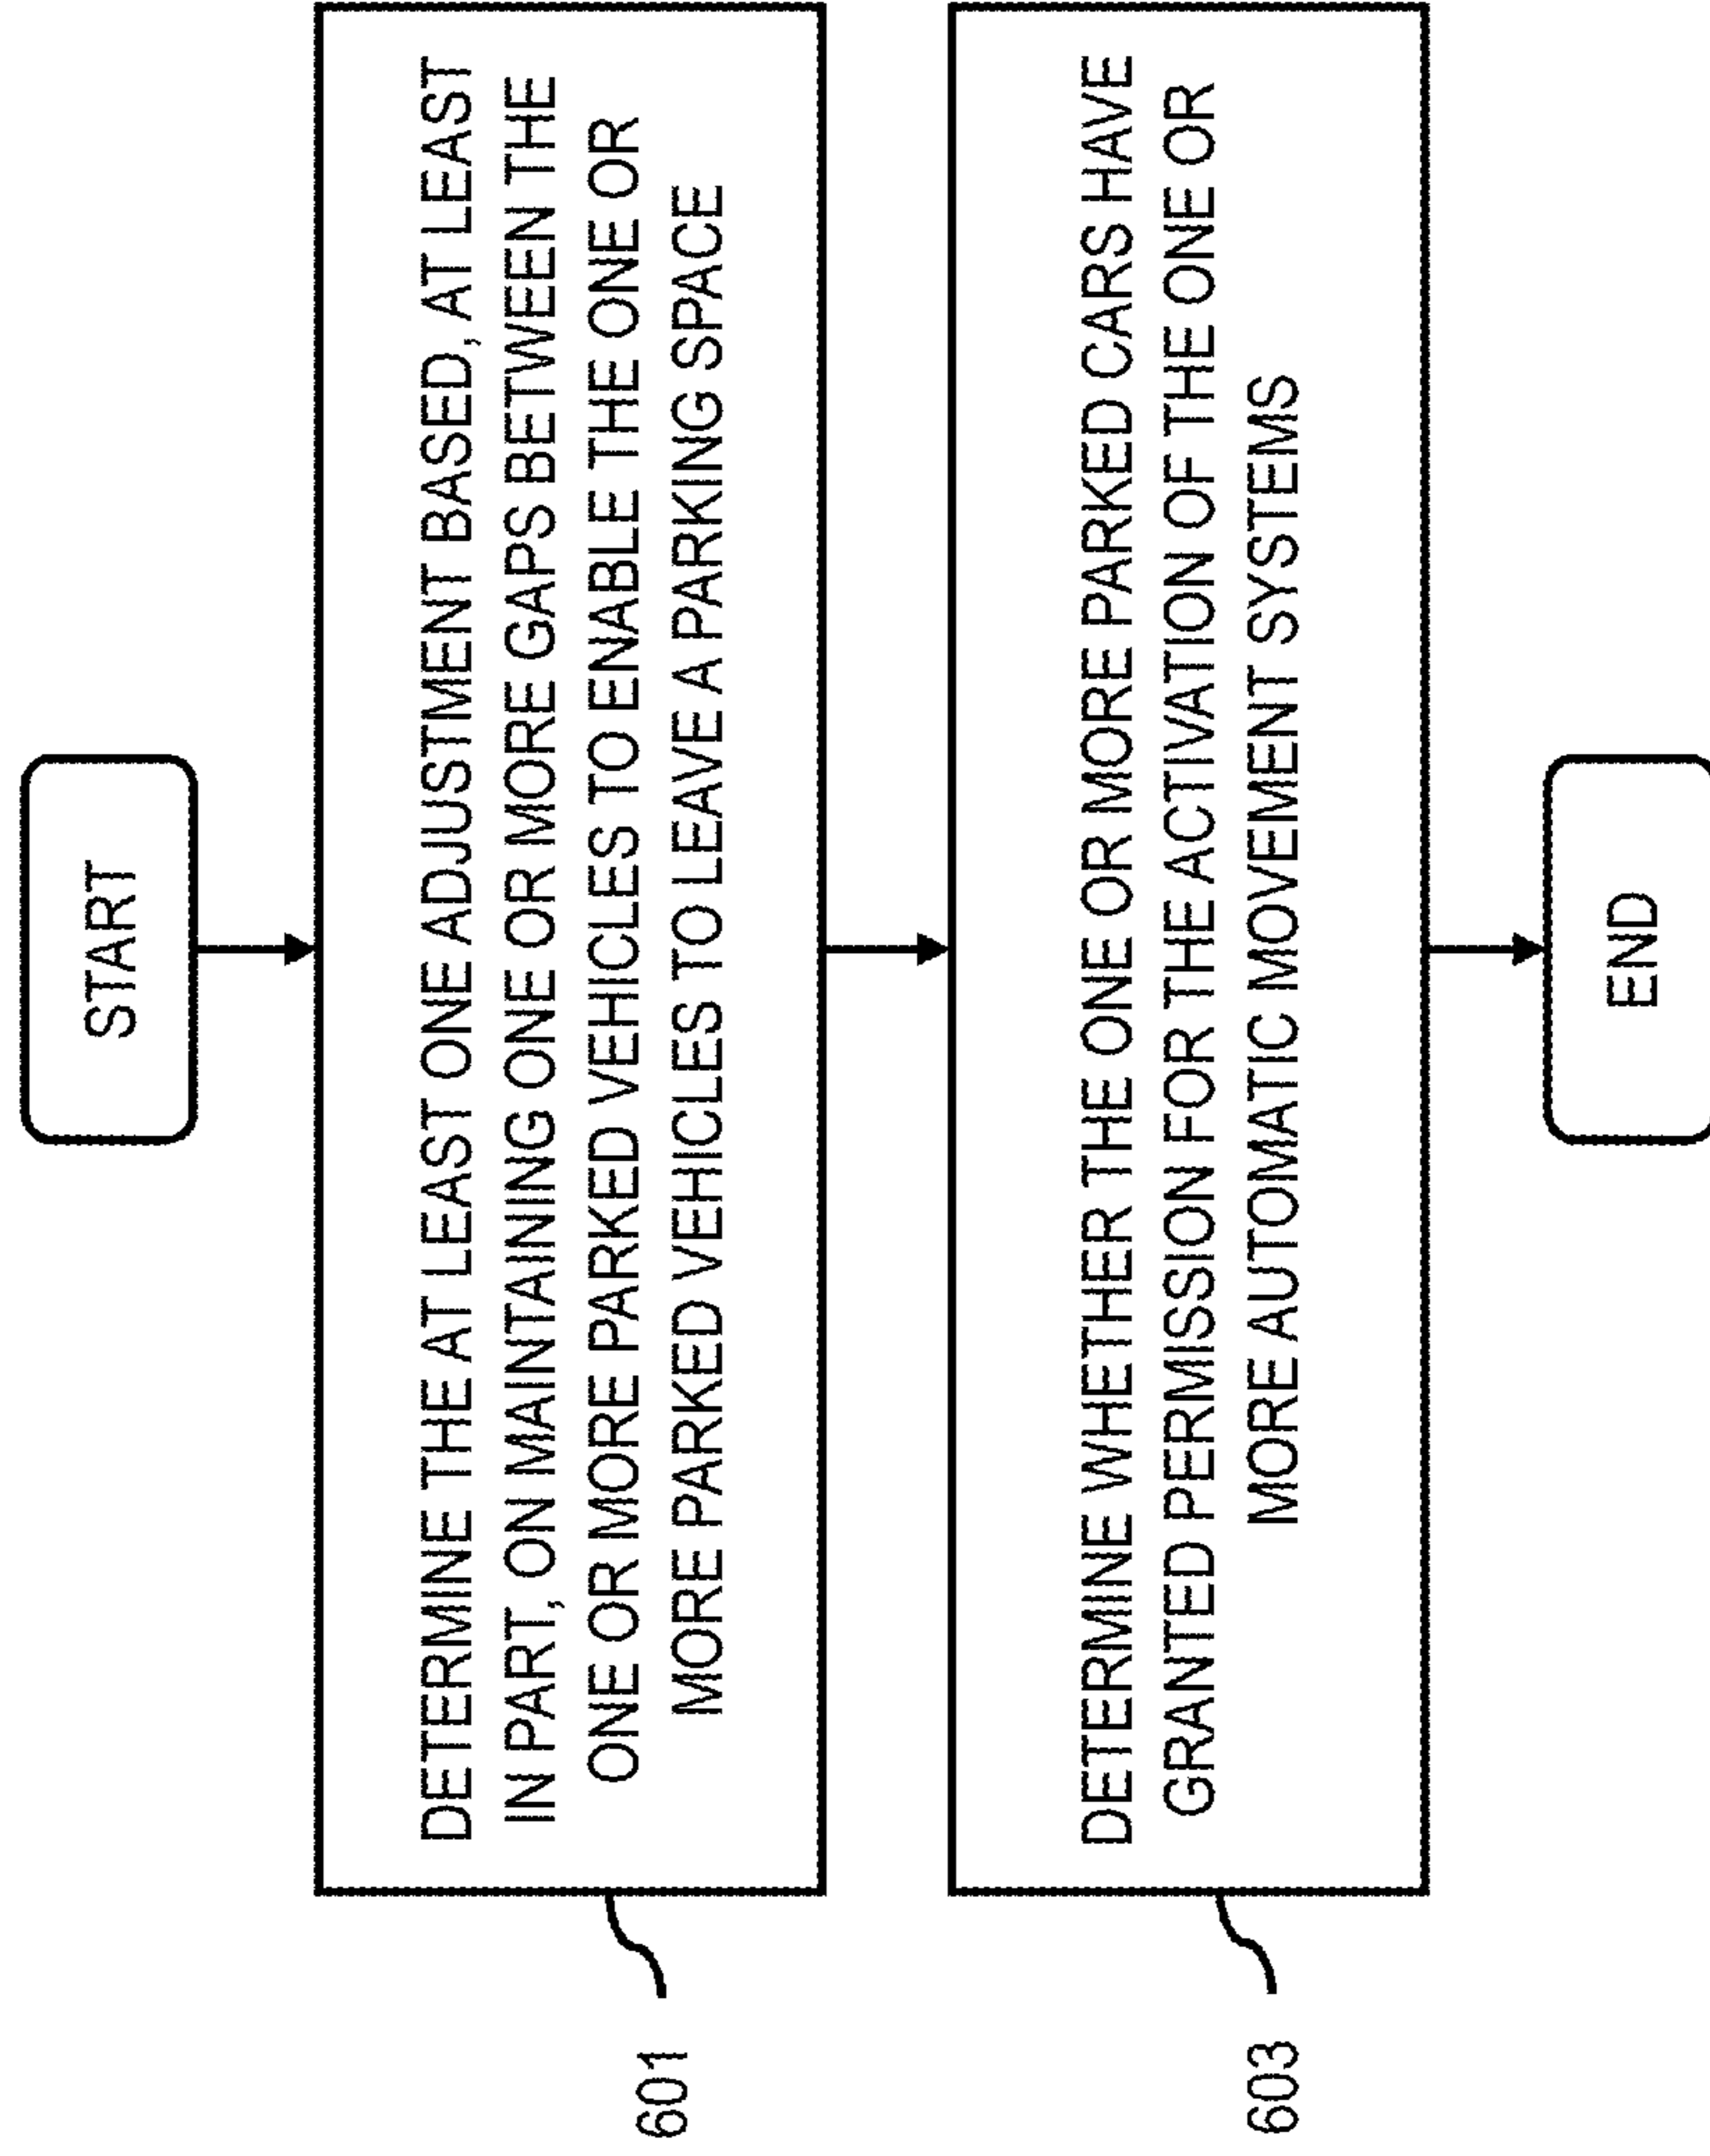 START
DETERMINE THE AT LEAST ONE ADJUSTMENT BASED, AT LEAST
IN PART, ON MAINTAINING ONE OR MORE GAPS BETWEEN THE
ONE OR MORE PARKED VEHICLES TO ENABLE THE ONE OR
MORE PARKED VEHICLES TO LEAVE A PARKING SPACE
601
DETERMINE WHETHER THE ONE OR MORE PARKED CARS HAVE
GRANTED PERMISSION FOR THE ACTIVATION OF THE ONE OR
MORE AUTOMATIC MOVEMENT SYSTEMS
603
END